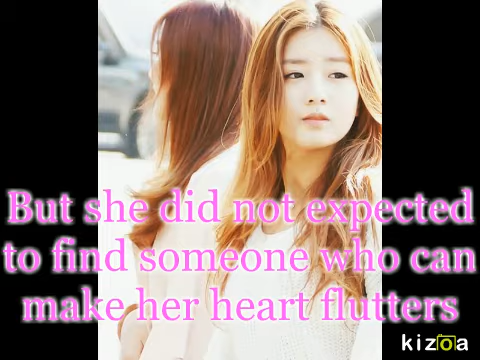 But she did not expected
to find someone who can
make her heart flutters
kizoa